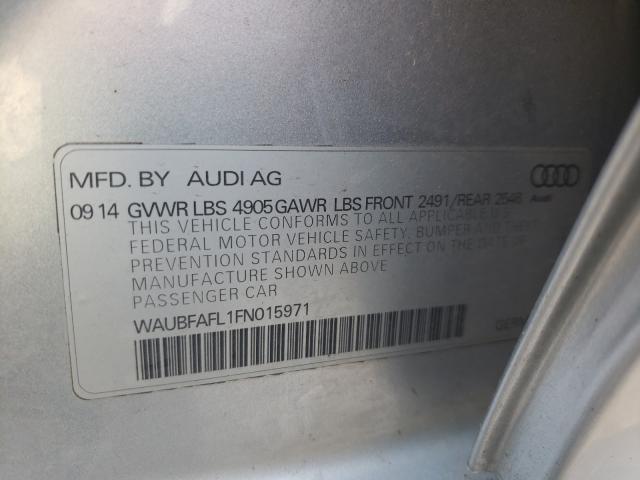 MFD. BY AUDI AG
09 14 GVWR LBS 4905 GAWR LBS FRONT 2491/REAR 2548 Audi
THIS VEHICLE CONFORMS TO ALL APPLICABLE U.S.
FEDERAL MOTOR VEHICLE SAFETY, BUMPER AND THEFT
PREVENTION STANDARDS IN EFFECT ON THE DATE OF
MANUFACTURE SHOWN ABOVE
PASSENGER CAR
WAUBFAFL1FN015971